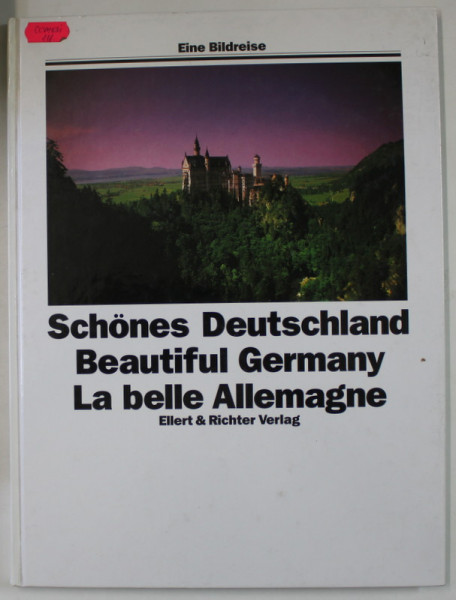 Eine Bildreise
Schönes Deutschland
Beautiful Germany
La belle Allemagne
Ellert & Richter Verlag